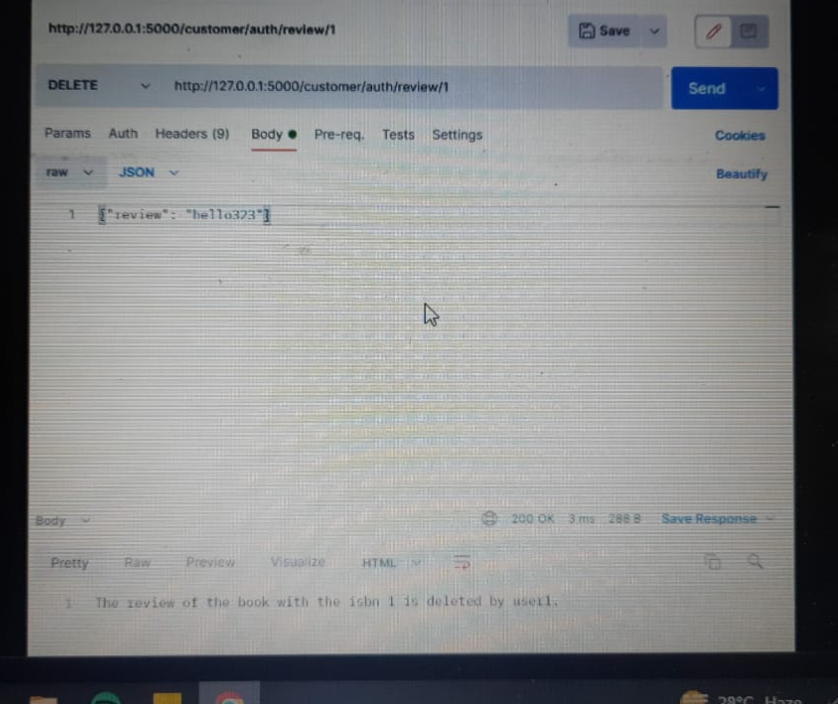 http://127.0.0.1:5000/customer/auth/review/1
Save
DELETE http://127.0.0.1:5000/customer/auth/review/1 Send
Params Auth Headers (9) Body Pre-req. Tests Settings Cookies
raw JSON Beautify
1 {"review": "hello323"}
Body 200 OK 3 ms 288 B Save Response
Pretty Raw Preview Visualize HTML
1 The review of the book with the isbn 1 is deleted by user1.
29°C Haze